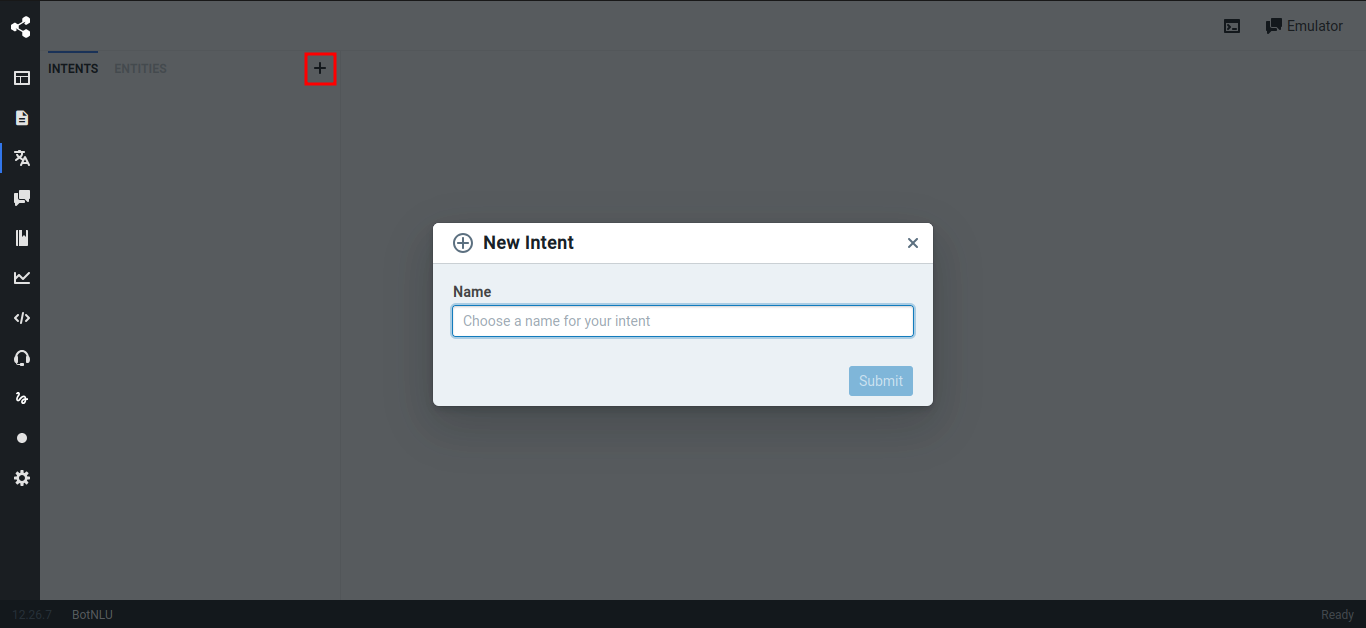 Emulator
INTENTS ENTITIES
New Intent
Name
Choose a name for your intent
Submit
12.26.7 BotNLU Ready